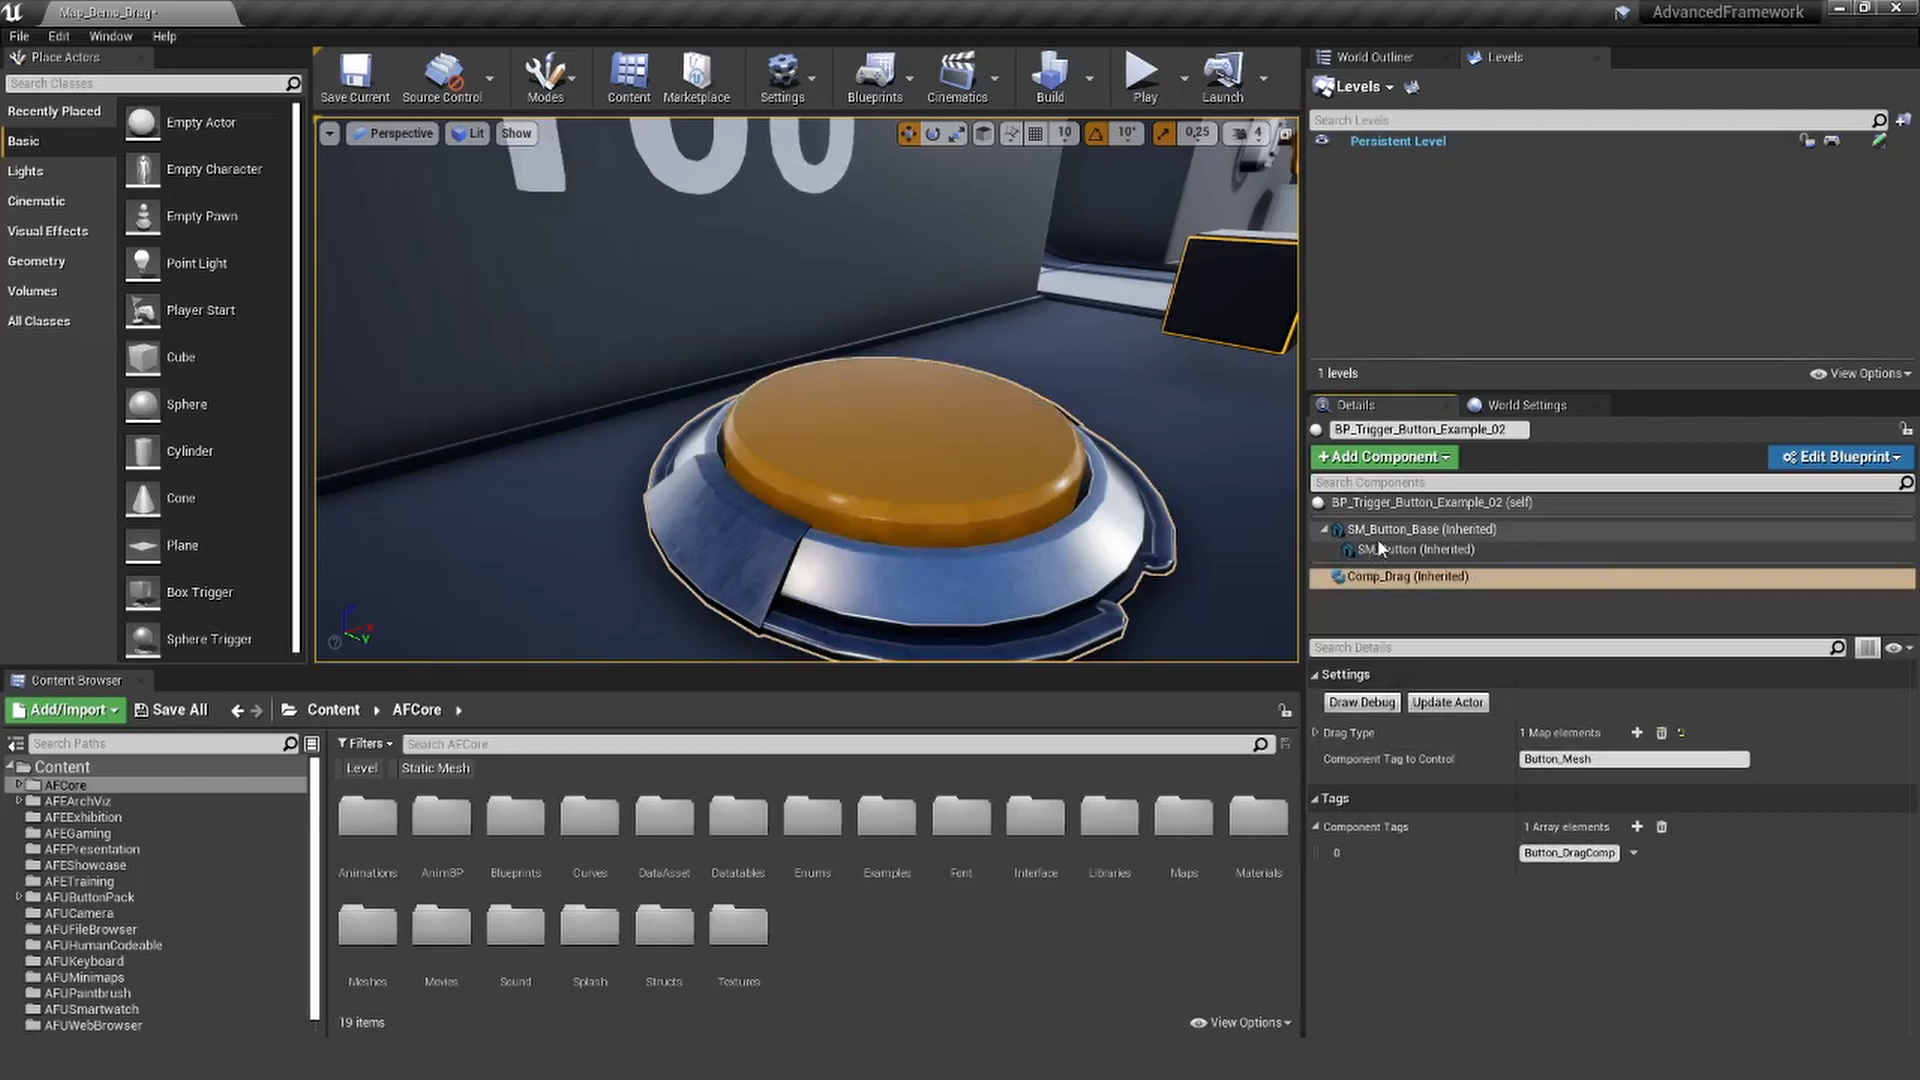 Map_Demo_Drag*
AdvancedFramework
File Edit Window Help
Place Actors
Search Classes
Recently Placed
Basic
Lights
Cinematic
Visual Effects
Geometry
Volumes
All Classes
Empty Actor
Empty Character
Empty Pawn
Point Light
Player Start
Cube
Sphere
Cylinder
Cone
Plane
Box Trigger
Sphere Trigger
Save Current
Source Control
Modes
Content
Marketplace
Settings
Blueprints
Cinematics
Build
Play
Launch
Perspective
Lit
Show
10
10°
0,25
4
X
Y
World Outliner
Levels
Levels
Search Levels
Persistent Level
1 levels
View Options
Details
World Settings
BP_Trigger_Button_Example_02
+Add Component
Edit Blueprint
Search Components
BP_Trigger_Button_Example_02 (self)
SM_Button_Base (Inherited)
(Inherited)
Comp_Drag (Inherited)
Search Details
Settings
Draw Debug
Update Actor
Drag Type
1 Map elements
Component Tag to Control
Button_Mesh
Tags
Component Tags
1 Array elements
0
Button_DragComp
Content Browser
Add/Import
Save All
Content
AFCore
Search Paths
Filters
Search AFCore
Level
Static Mesh
Content
AFCore
AFEArchViz
AFEExhibition
AFEGaming
AFEPresentation
AFEShowcase
AFETraining
AFUButtonPack
AFUCamera
AFUFileBrowser
AFUHumanCodeable
AFUKeyboard
AFUMinimaps
AFUPaintbrush
AFUSmartwatch
AFUWebBrowser
Animations
AnimBP
Blueprints
Curves
DataAsset
Datatables
Enums
Examples
Font
Interface
Libraries
Maps
Materials
Meshes
Movies
Sound
Splash
Structs
Textures
19 items
View Options